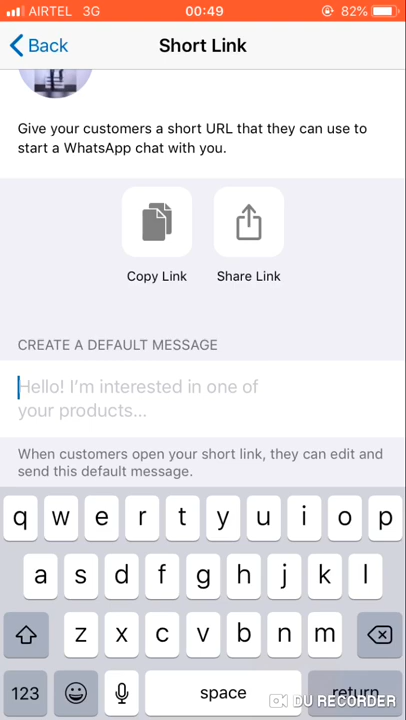 AIRTEL 3G 00:49 82%
Back Short Link
Give your customers a short URL that they can use to
start a WhatsApp chat with you.
Copy Link Share Link
CREATE A DEFAULT MESSAGE
Hello! I'm interested in one of
your products...
When customers open your short link, they can edit and
send this default message.
q w e r t y u i o p
a s d f g h j k l
z x c v b n m
123 space return
DU RECORDER